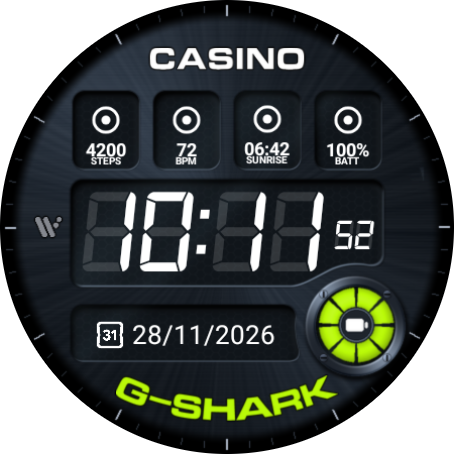 CASINO
4200 72 06:42 100%
STEPS BPM SUNRISE BATT
10:11 52
31 28/11/2026
G-SHARK